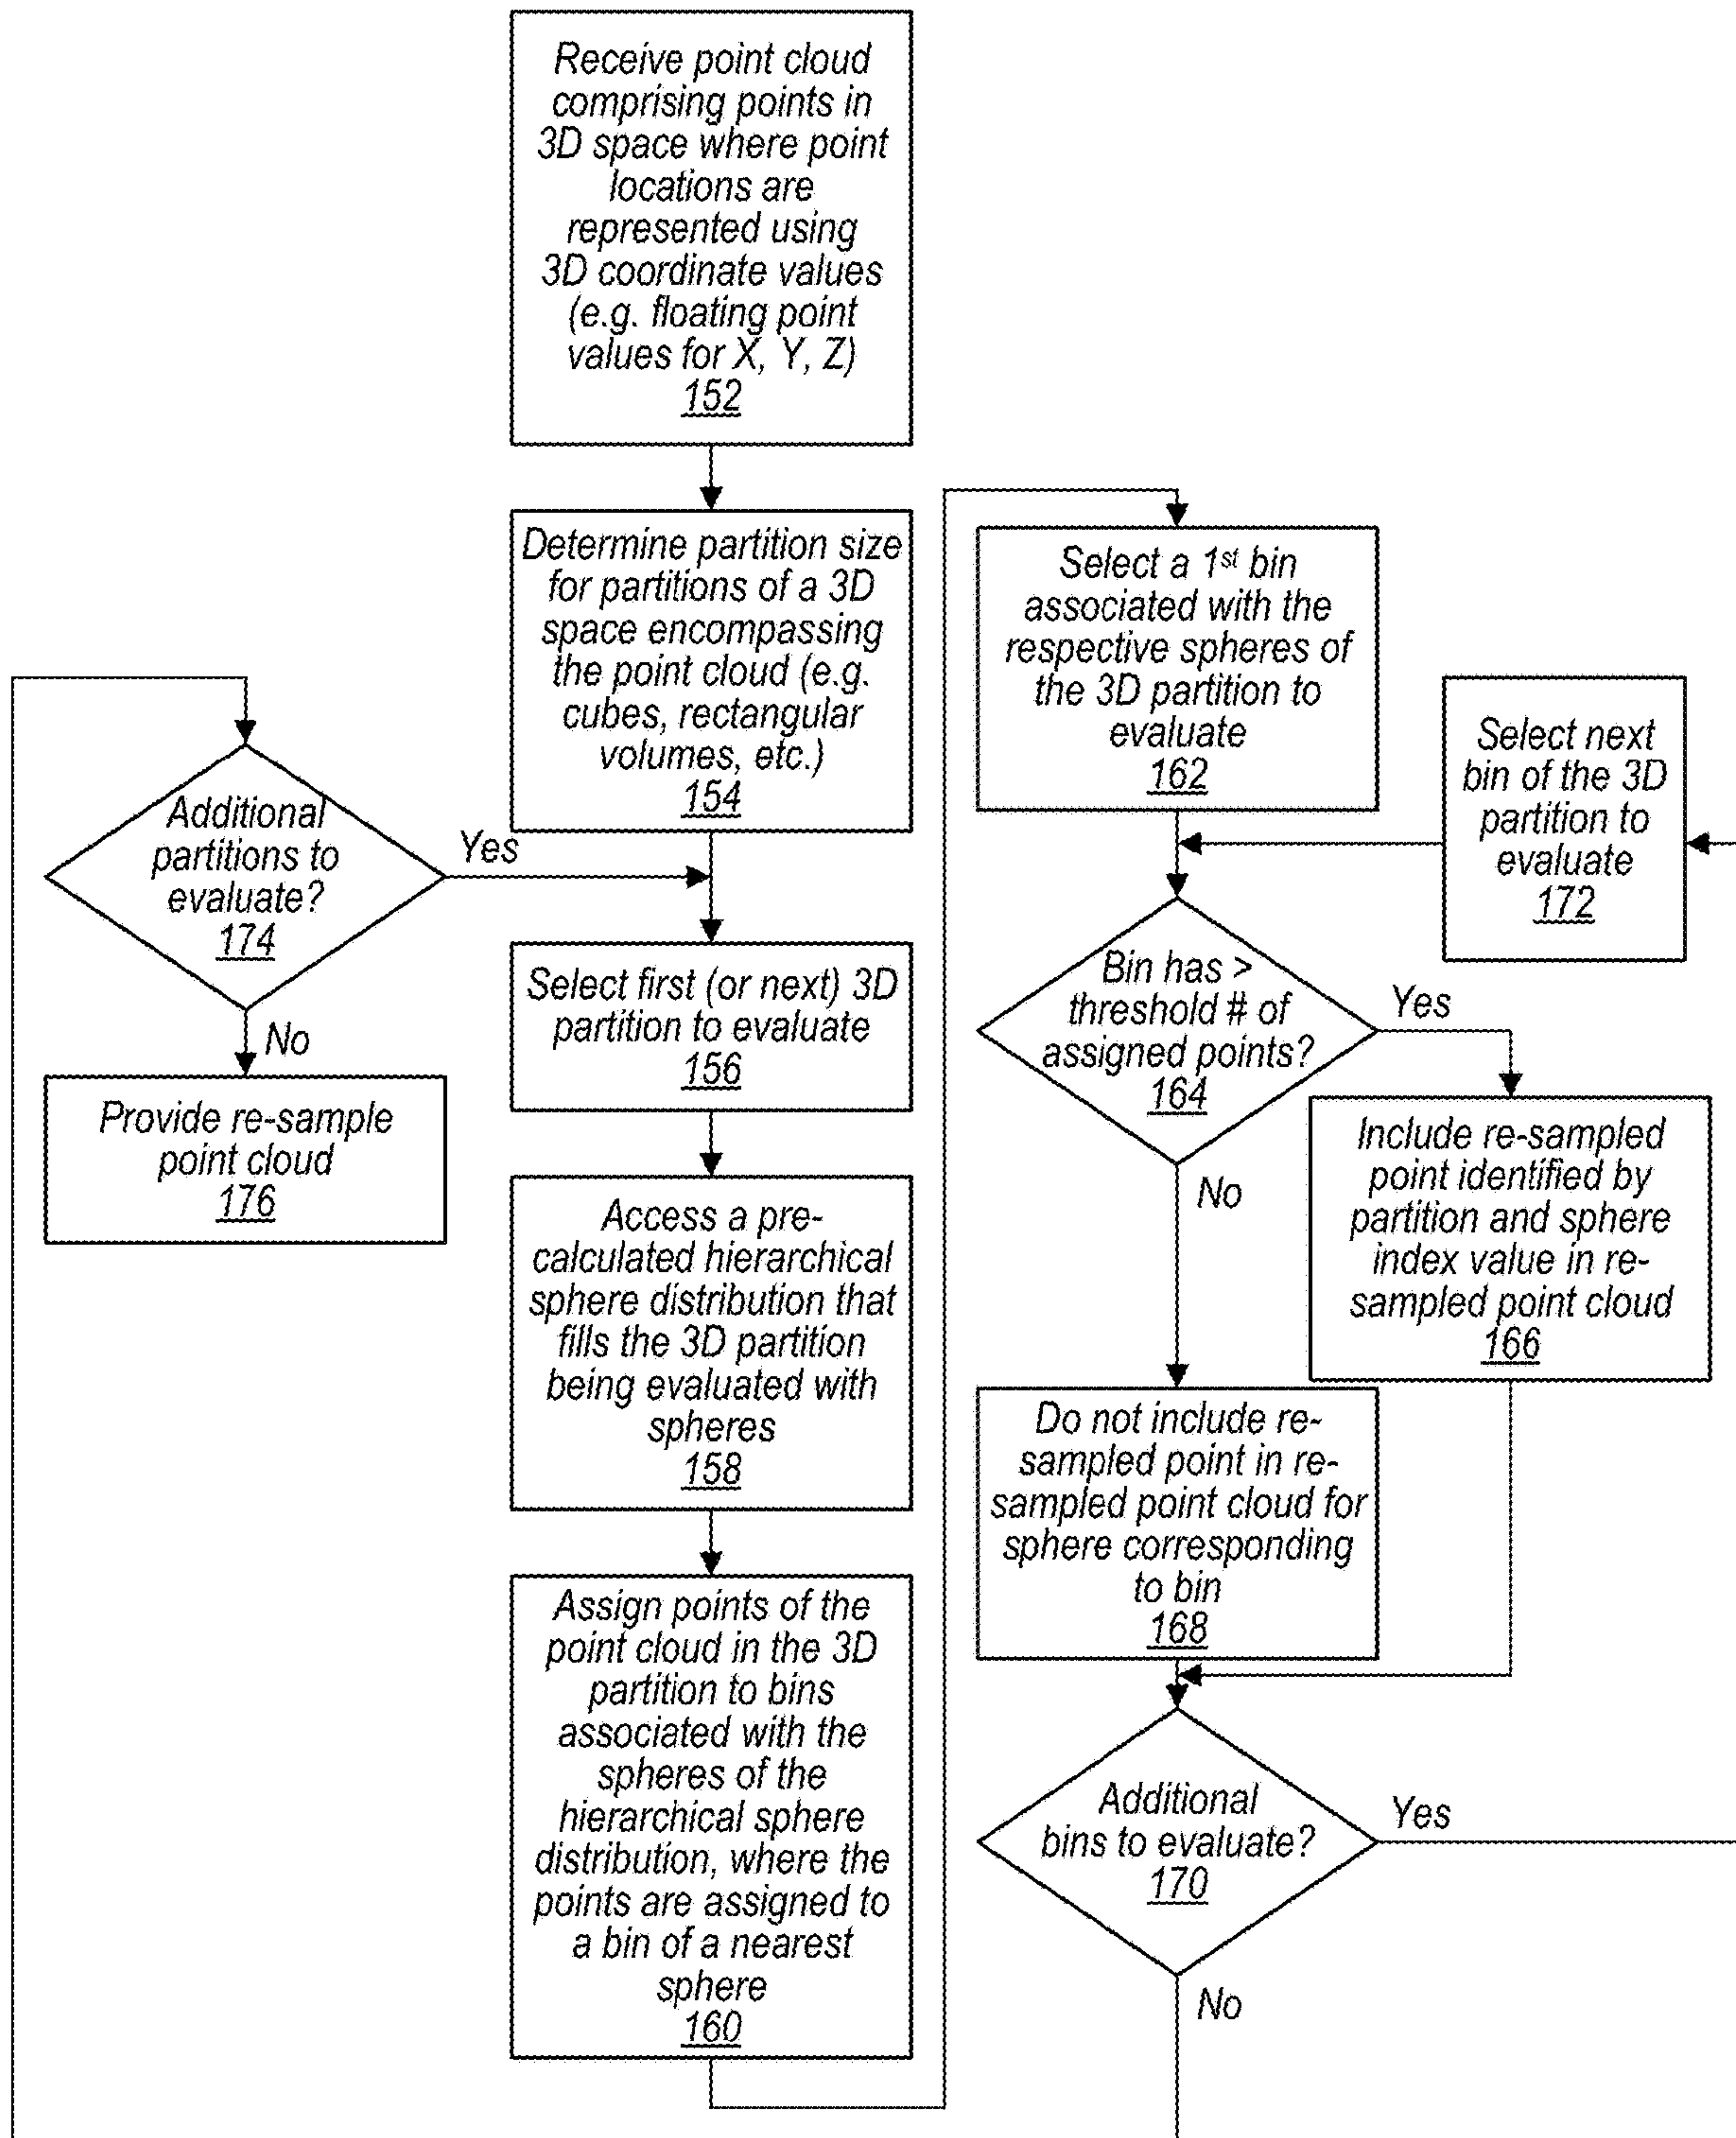 Receive point cloud
comprising points in
3D space where point
locations are
represented using
3D coordinate values
(e.g. floating point
values for X, Y, Z)
152
Determine partition size
for partitions of a 3D
space encompassing
the point cloud (e.g.
cubes, rectangular
volumes, etc.)
154
Additional
partitions to
evaluate?
174
Yes
No
Provide re-sample
point cloud
176
Select first (or next) 3D
partition to evaluate
156
Access a pre-
calculated hierarchical
sphere distribution that
fills the 3D partition
being evaluated with
spheres
158
Assign points of the
point cloud in the 3D
partition to bins
associated with the
spheres of the
hierarchical sphere
distribution, where the
points are assigned to
a bin of a nearest
sphere
160
Select a 1st bin
associated with the
respective spheres of
the 3D partition to
evaluate
162
Select next
bin of the 3D
partition to
evaluate
172
Bin has >
threshold # of
assigned points?
164
Yes
No
Include re-sampled
point identified by
partition and sphere
index value in re-
sampled point cloud
166
Do not include re-
sampled point in re-
sampled point cloud for
sphere corresponding
to bin
168
Additional
bins to evaluate?
170
Yes
No